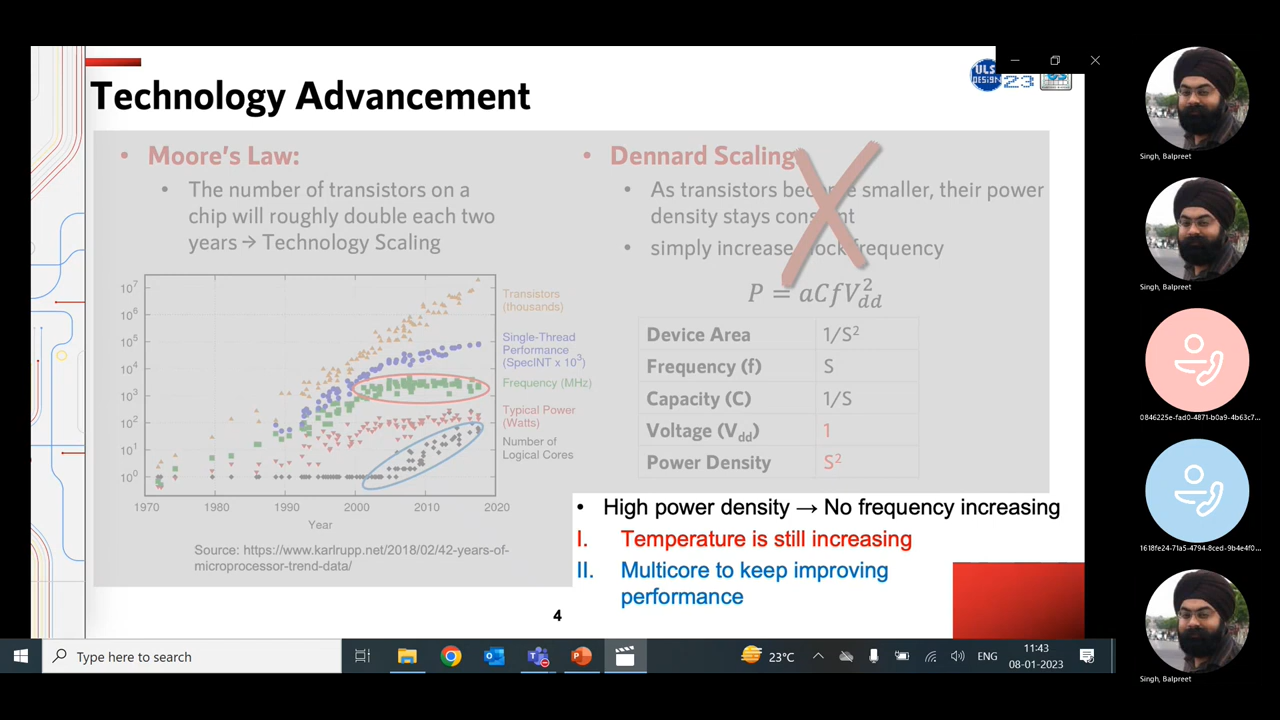 Technology Advancement
ULS
DESIGN
23
• Moore's Law:
• The number of transistors on a
chip will roughly double each two
years → Technology Scaling
10⁷
10⁶
10⁵
10⁴
10³
10²
10¹
10⁰
1970
1980
1990
2000
2010
2020
Year
Transistors
(thousands)
Single-Thread
Performance
(SpecINT x 10³)
Frequency (MHz)
Typical Power
(Watts)
Number of
Logical Cores
Source: https://www.karlrupp.net/2018/02/42-years-of-
microprocessor-trend-data/
• Dennard Scaling
• As transistors become smaller, their power
density stays constant
• simply increase clock frequency
P = aCfV²dd
Device Area 1/S²
Frequency (f) S
Capacity (C) 1/S
Voltage (Vdd) 1
Power Density S²
• High power density → No frequency increasing
I. Temperature is still increasing
II. Multicore to keep improving
performance
4
Singh, Balpreet
Singh, Balpreet
0846225e-fad0-4871-b0a9-4b63c7...
1618fe24-71a5-4794-8ced-9b4e4f0...
Singh, Balpreet
Type here to search
23°C
ENG
11:43
08-01-2023